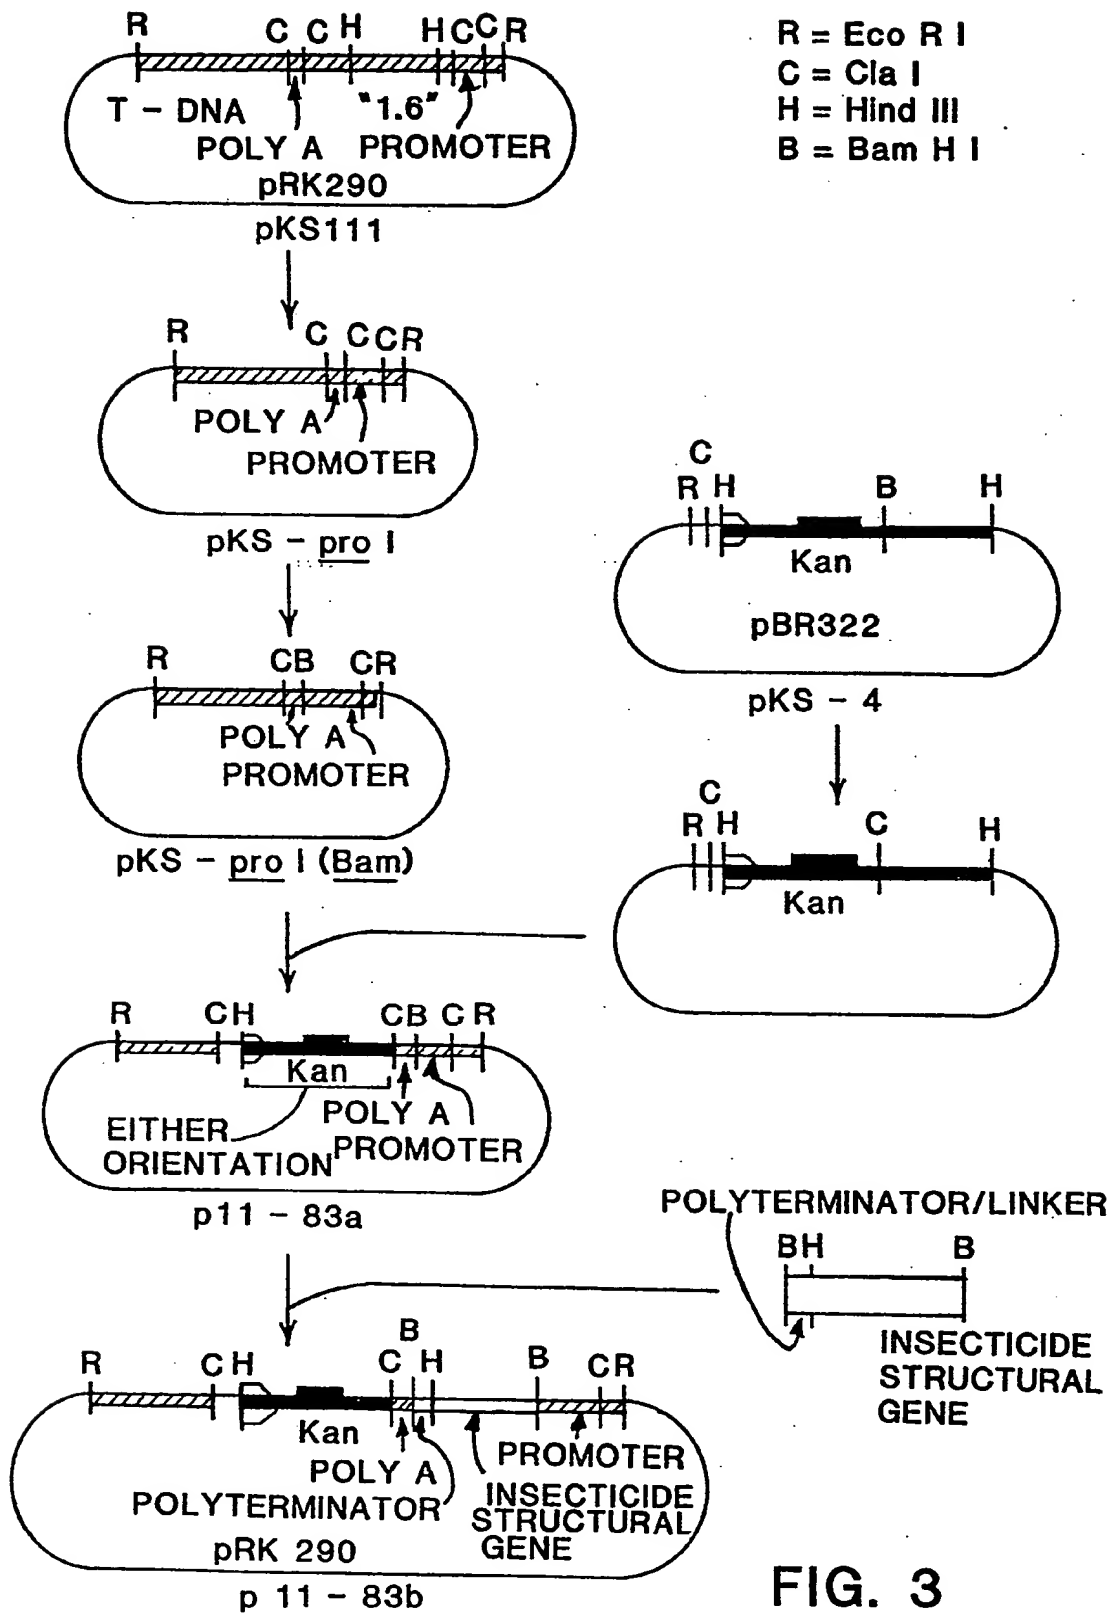 R C C H H C C R
T - DNA "1.6"
POLY A PROMOTER
pRK290
pKS111
R = Eco R I
C = Cla I
H = Hind III
B = Bam H I
R C C C R
POLY A
PROMOTER
pKS - pro I
C
R H B H
Kan
pBR322
pKS - 4
R C B C R
POLY A
PROMOTER
pKS - pro I (Bam)
C
R H C H
Kan
R C H C B C R
Kan
POLY A
EITHER
ORIENTATION
PROMOTER
p11 - 83a
POLYTERMINATOR/LINKER
B H B
INSECTICIDE
STRUCTURAL
GENE
B
R C H C H B C R
Kan
PROMOTER
POLY A
POLYTERMINATOR
INSECTICIDE
STRUCTURAL
GENE
pRK 290
p 11 - 83b
FIG. 3